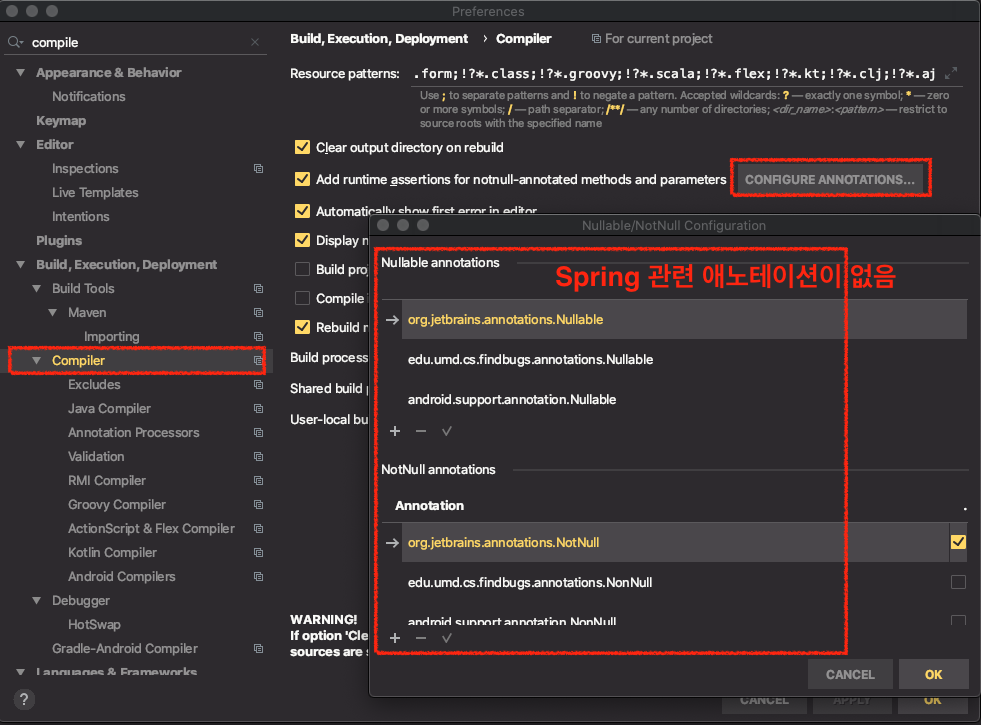 Preferences
compile
Appearance & Behavior
Notifications
Keymap
Editor
Inspections
Live Templates
Intentions
Plugins
Build, Execution, Deployment
Build Tools
Maven
Importing
Compiler
Excludes
Java Compiler
Annotation Processors
Validation
RMI Compiler
Groovy Compiler
ActionScript & Flex Compiler
Kotlin Compiler
Android Compilers
Debugger
HotSwap
Gradle-Android Compiler
Languages & Frameworks
?
Build, Execution, Deployment › Compiler For current project
Resource patterns: .form;!?*.class;!?*.groovy;!?*.scala;!?*.flex;!?*.kt;!?*.clj;!?*.aj
Use ; to separate patterns and ! to negate a pattern. Accepted wildcards: ? — exactly one symbol; * — zero
or more symbols; / — path separator; /**/ — any number of directories; <dir_name>:<pattern> — restrict to
source roots with the specified name
Clear output directory on rebuild
Add runtime assertions for notnull-annotated methods and parameters CONFIGURE ANNOTATIONS...
Automatically show first error in editor
Display n
Build proj
Compile i
Rebuild m
Build process
Shared build p
User-local bu
WARNING!
If option 'Cle
sources are s
CANCEL APPLY OK
Nullable/NotNull Configuration
Nullable annotations
Spring 관련 애노테이션이 없음
org.jetbrains.annotations.Nullable
edu.umd.cs.findbugs.annotations.Nullable
android.support.annotation.Nullable
NotNull annotations
Annotation .
org.jetbrains.annotations.NotNull
edu.umd.cs.findbugs.annotations.NonNull
android.support.annotation.NonNull
CANCEL OK